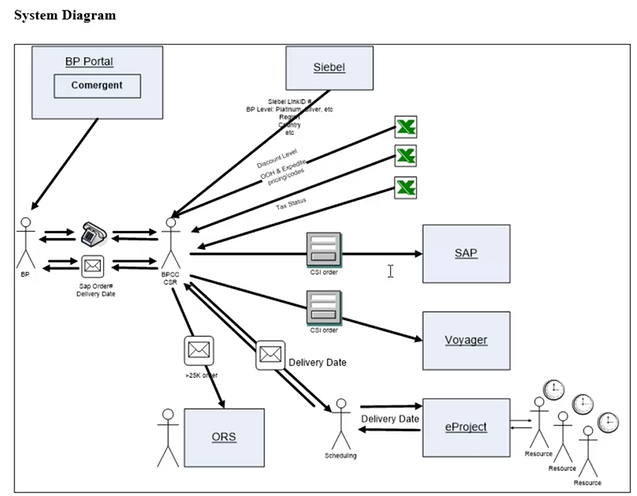 System Diagram
BP Portal
Comergent
Siebel
Siebel LinkID #
BP Level: Platinum, Silver, etc
Region
Country
etc
Discount Level
OOH & Expedite
pricing/codes
Tax Status
BP
BPCC
CSR
Sap Order#
Delivery Date
CSI order
SAP
CSI order
Voyager
>25K order
Delivery Date
ORS
Scheduling
Delivery Date
eProject
Resource
Resource
Resource